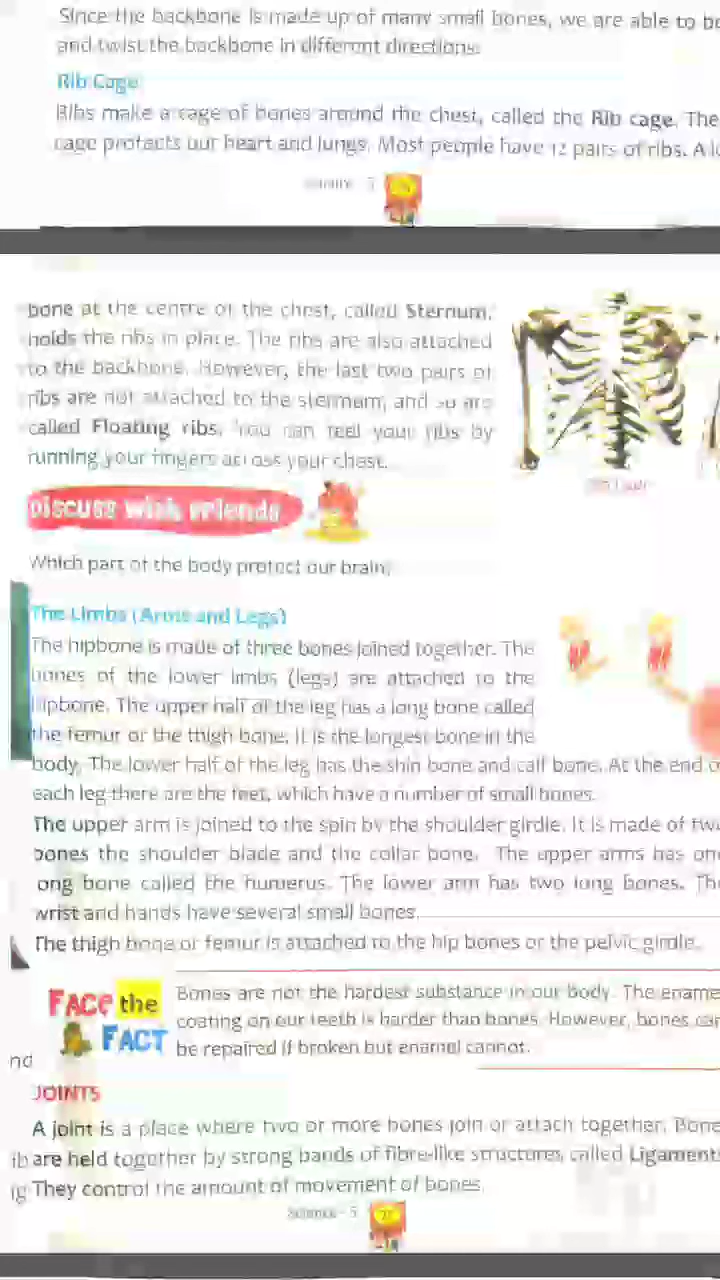 Since the backbone is made up of many small bones, we are able to
and twist the backbone in different directions.
Rib Cage
Ribs make a cage of bones around the chest, called the Rib cage. The
cage protects our heart and lungs. Most people have 12 pairs of ribs. A
Science - 5
bone at the centre of the chest, called Sternum,
holds the ribs in place. The ribs are also attached
to the backbone. However, the last two pairs of
ribs are not attached to the sternum, and so are
called Floating ribs. You can feel your ribs by
running your fingers across your chest.
Discuss with Friends
Which part of the body protect our brain.
The Limbs (Arms and Legs)
The hipbone is made of three bones joined together. The
bones of the lower limbs (legs) are attached to the
hipbone. The upper half of the leg has a long bone called
the femur or the thigh bone. It is the longest bone in the
body. The lower half of the leg has the shin bone and calf bone. At the end
each leg there are the feet, which have a number of small bones.
The upper arm is joined to the spin by the shoulder girdle. It is made of
bones the shoulder blade and the collar bone. The upper arms has
ong bone called the humerus. The lower arm has two long bones. The
wrist and hands have several small bones.
The thigh bone or femur is attached to the hip bones or the pelvic girdle.
FACE the FACT
Bones are not the hardest substance in our body. The ename
coating on our teeth is harder than bones. However, bones can
be repaired if broken but enamel cannot.
nd
JOINTS
A joint is a place where two or more bones join or attach together. Bone
are held together by strong bands of fibre-like structures called Ligaments
They control the amount of movement of bones.
Science - 5